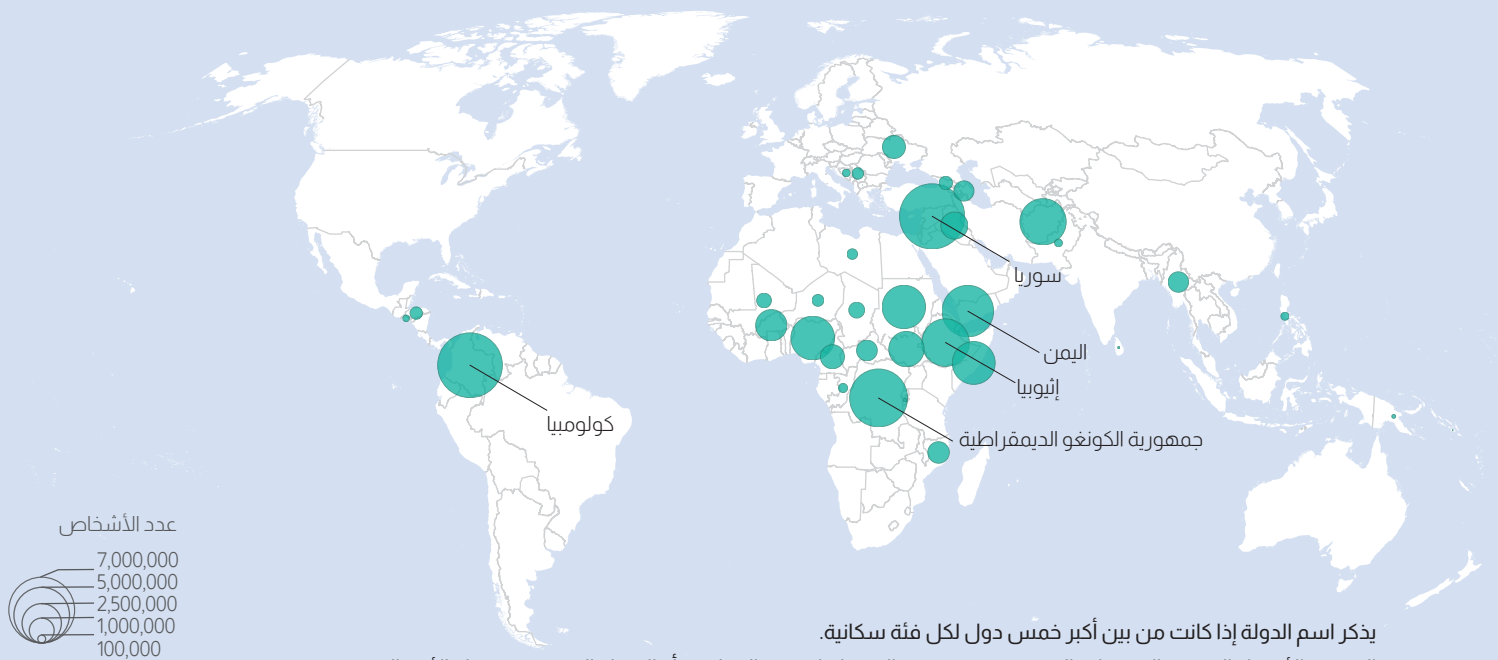 سوريا
اليمن
إثيوبيا
كولومبيا
جمهورية الكونغو الديمقراطية
عدد الأشخاص
7,000,000
5,000,000
2,500,000
1,000,000
100,000
يذكر اسم الدولة إذا كانت من بين أكبر خمس دول لكل فئة سكانية.